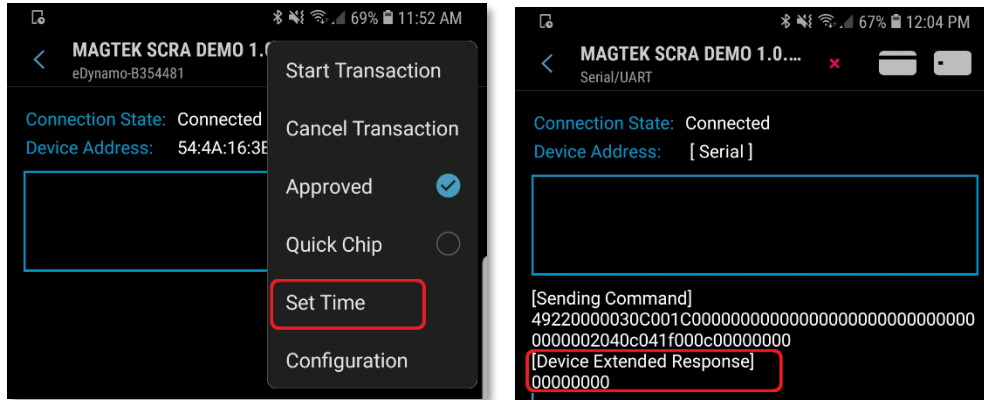 69% 11:52 AM
MAGTEK SCRA DEMO 1.0
eDynamo-B354481
Connection State: Connected
Device Address: 54:4A:16:3E
Start Transaction
Cancel Transaction
Approved
Quick Chip
Set Time
Configuration
67% 12:04 PM
MAGTEK SCRA DEMO 1.0....
Serial/UART
Connection State: Connected
Device Address: [ Serial ]
[Sending Command]
49220000030C001C00000000000000000000000000000
0000002040c041f000c00000000
[Device Extended Response]
00000000